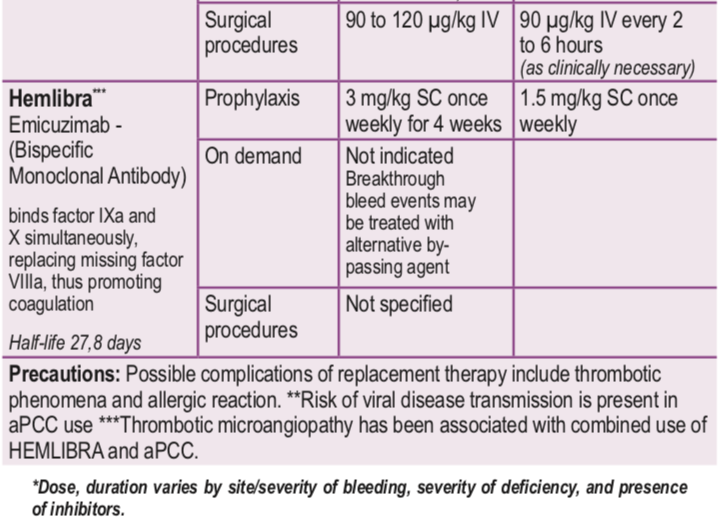 Surgical
procedures
90 to 120 µg/kg IV
90 µg/kg IV every 2
to 6 hours
(as clinically necessary)
Hemlibra***
Emicuzimab -
(Bispecific
Monoclonal Antibody)
binds factor IXa and
X simultaneously,
replacing missing factor
VIIIa, thus promoting
coagulation
Half-life 27,8 days
Prophylaxis
3 mg/kg SC once
weekly for 4 weeks
1.5 mg/kg SC once
weekly
On demand
Not indicated
Breakthrough
bleed events may
be treated with
alternative by-
passing agent
Surgical
procedures
Not specified
Precautions: Possible complications of replacement therapy include thrombotic
phenomena and allergic reaction. **Risk of viral disease transmission is present in
aPCC use ***Thrombotic microangiopathy has been associated with combined use of
HEMLIBRA and aPCC.
*Dose, duration varies by site/severity of bleeding, severity of deficiency, and presence
of inhibitors.